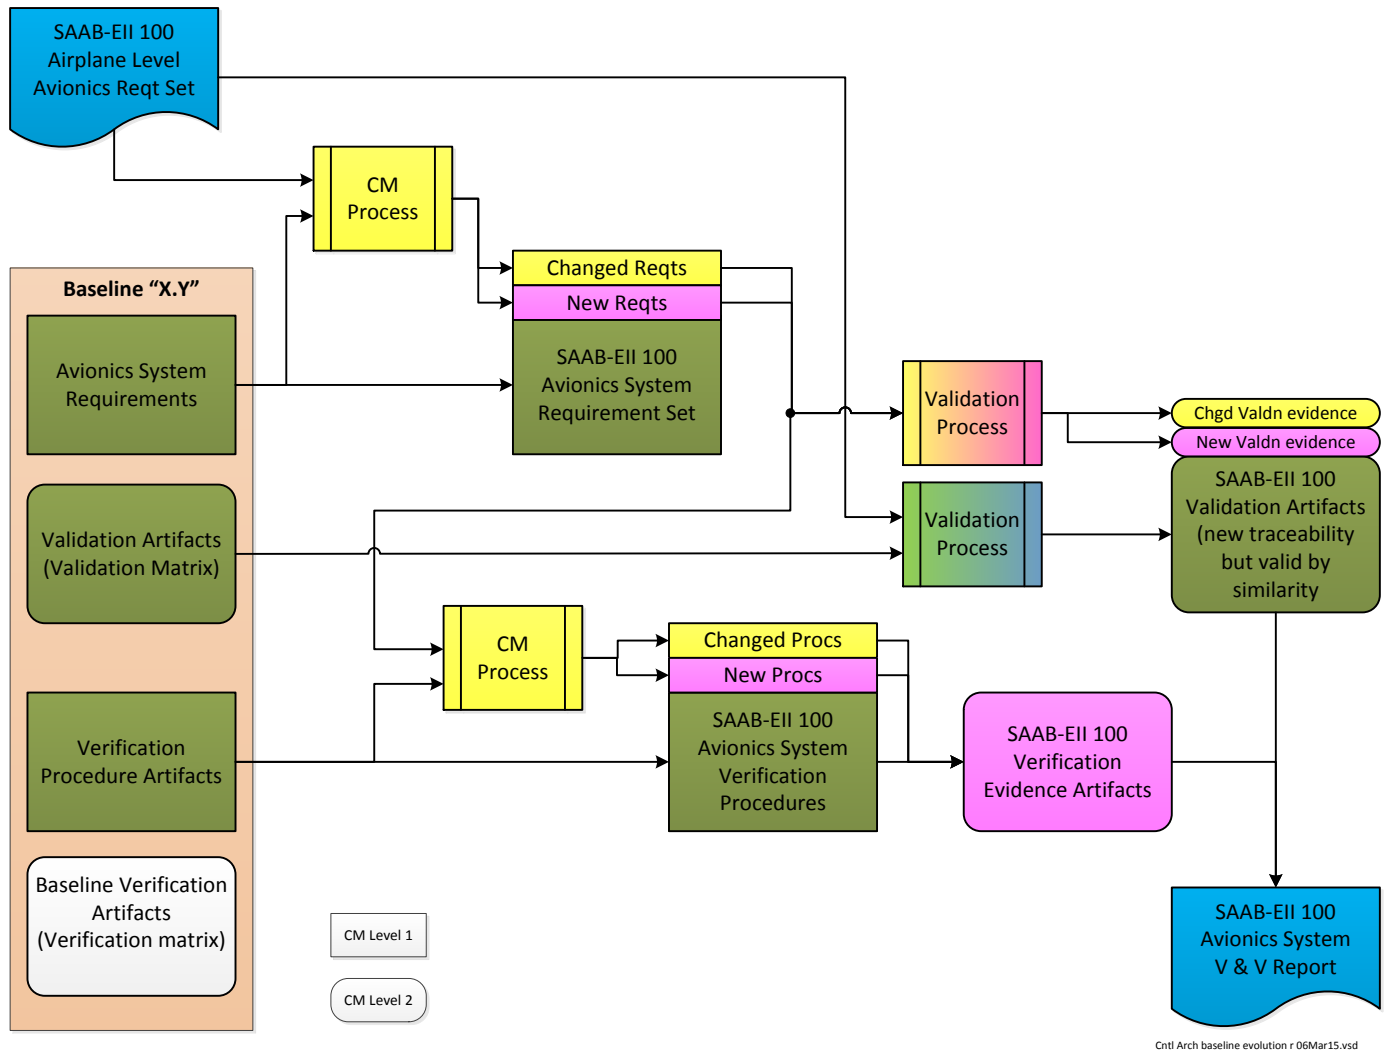 SAAB-EII 100
Airplane Level
Avionics Reqt Set
CM
Process
Changed Reqts
New Reqts
SAAB-EII 100
Avionics System
Requirement Set
Baseline “X.Y”
Avionics System
Requirements
Validation Artifacts
(Validation Matrix)
Verification
Procedure Artifacts
Baseline Verification
Artifacts
(Verification matrix)
Validation
Process
Chgd Valdn evidence
New Valdn evidence
SAAB-EII 100
Validation Artifacts
(new traceability
but valid by
similarity
Validation
Process
CM
Process
Changed Procs
New Procs
SAAB-EII 100
Avionics System
Verification
Procedures
SAAB-EII 100
Verification
Evidence Artifacts
SAAB-EII 100
Avionics System
V & V Report
CM Level 1
CM Level 2
Cntl Arch baseline evolution r 06Mar15.vsd